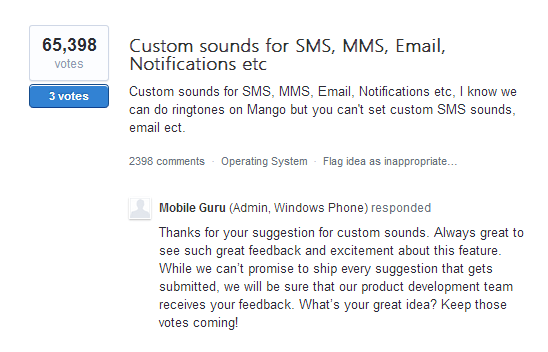 65,398
votes
3 votes
Custom sounds for SMS, MMS, Email,
Notifications etc
Custom sounds for SMS, MMS, Email, Notifications etc, I know we
can do ringtones on Mango but you can't set custom SMS sounds,
email ect.
2398 comments · Operating System · Flag idea as inappropriate…
Mobile Guru (Admin, Windows Phone) responded
Thanks for your suggestion for custom sounds. Always great to
see such great feedback and excitement about this feature.
While we can’t promise to ship every suggestion that gets
submitted, we will be sure that our product development team
receives your feedback. What’s your great idea? Keep those
votes coming!